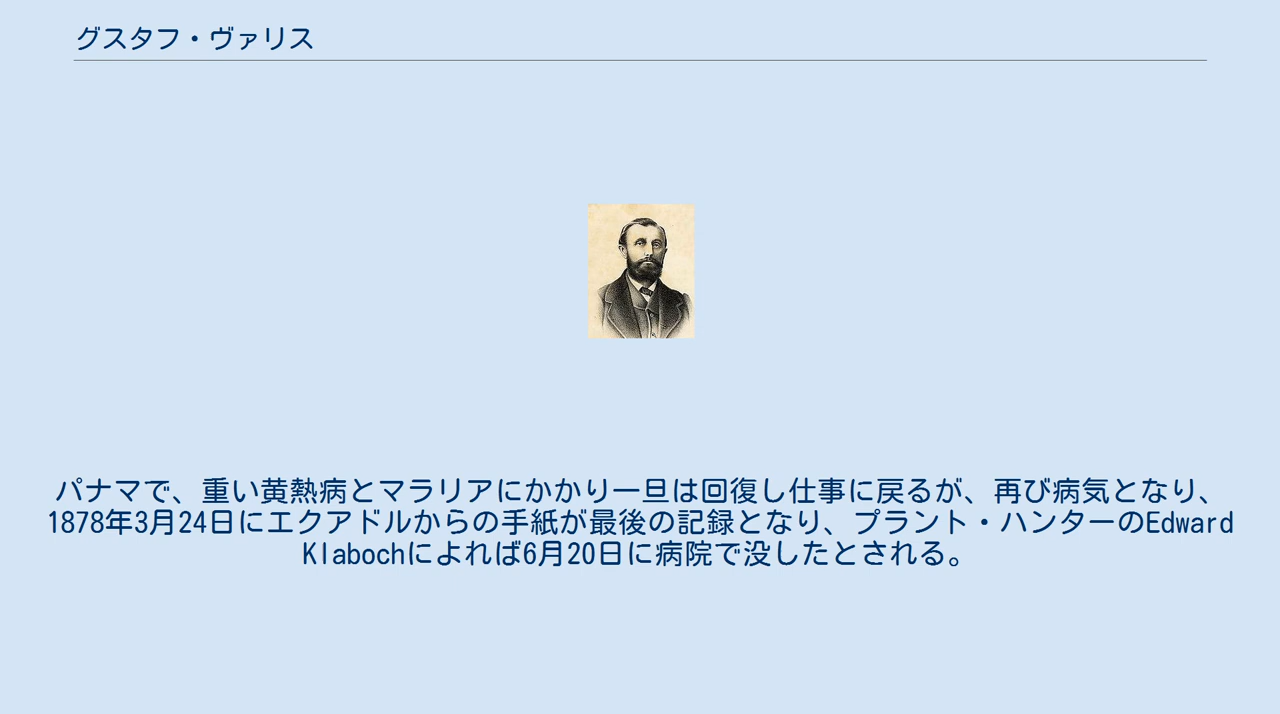 グスタフ・ヴァリス
パナマで、重い黄熱病とマラリアにかかり一旦は回復し仕事に戻るが、再び病気となり、
1878年3月24日にエクアドルからの手紙が最後の記録となり、プラント・ハンターのEdward
Klabochによれば6月20日に病院で没したとされる。